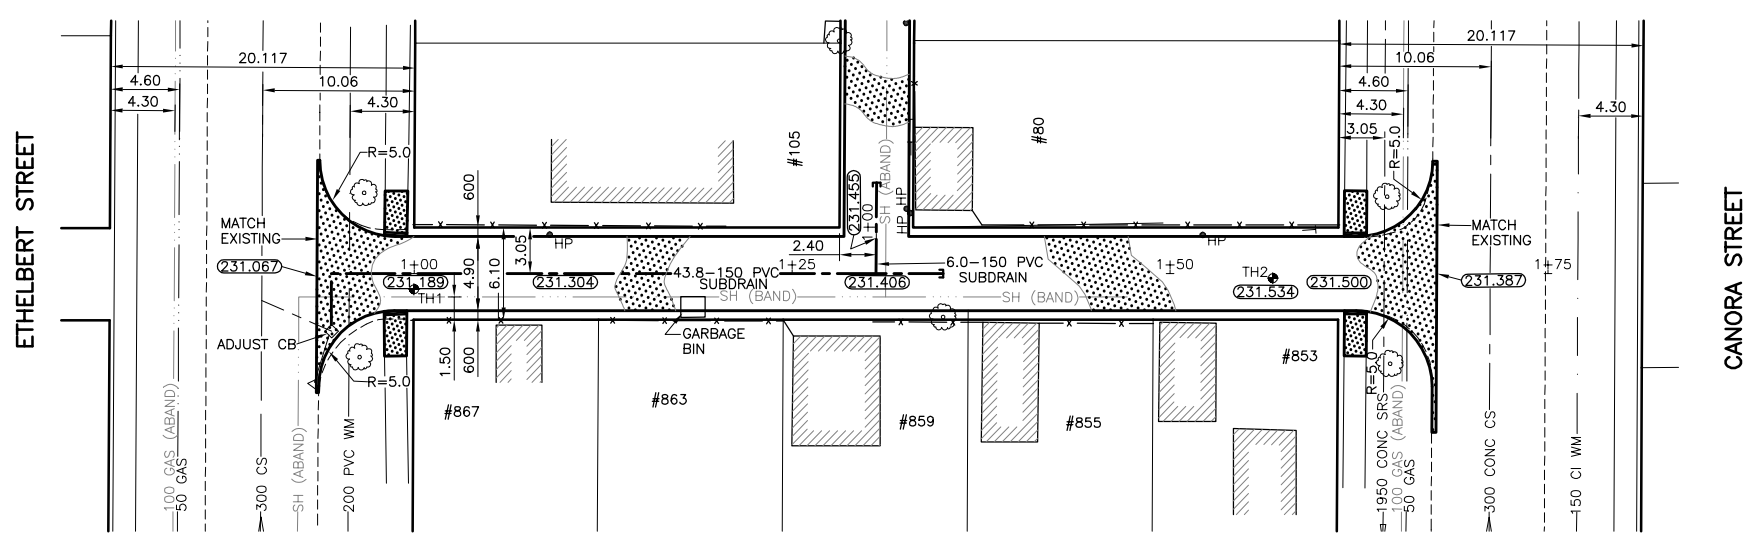 ETHELBERT STREET
20.117
4.60
10.06
4.30
4.30
R=5.0
MATCH
EXISTING
231.067
ADJUST CB
R=5.0
100 GAS (ABAND)
50 GAS
300 CS
SH (ABAND)
200 PVC WM
1+00
231.189
TH1
600
4.90
6.10
3.05
1.50
600
HP
231.304
43.8-150 PVC
SUBDRAIN
SH (BAND)
GARBAGE
BIN
#867
#863
#105
1+25
2.40
231.455
1+00
SH (ABAND)
HP HP
231.406
6.0-150 PVC
SUBDRAIN
SH (BAND)
#859
#855
#853
#80
1+50
HP
TH2
231.534
231.500
20.117
10.06
4.60
4.30
4.30
3.05
R=5.0
MATCH
EXISTING
231.387
1+75
R=5.0
1950 CONC SRS
100 GAS (ABAND)
50 GAS
300 CONC CS
150 CI WM
CANORA STREET